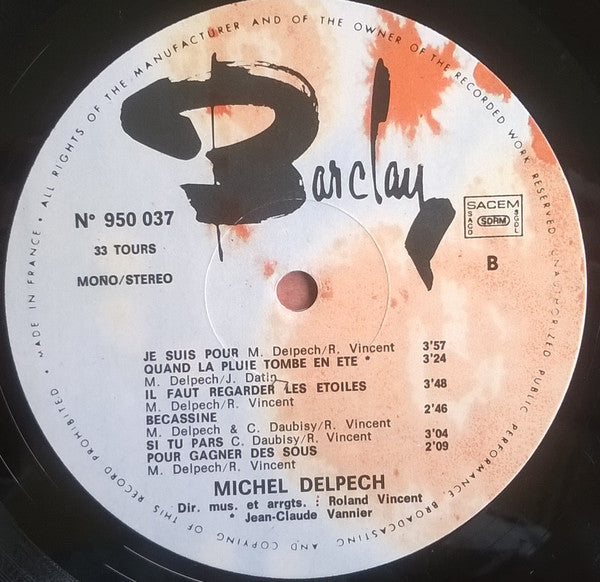 • MADE IN FRANCE • ALL RIGHTS OF THE MANUFACTURER AND OF THE OWNER OF THE RECORDED WORK RESERVED UNAUTHORIZED PUBLIC PERFORMANCE, BROADCASTING AND COPYING OF THIS RECORD PROHIBITED
Barclay
N° 950 037
33 TOURS
MONO/STEREO
SACEM
SACD SDRM SGDL
B
JE SUIS POUR M. Delpech/R. Vincent 3'57
QUAND LA PLUIE TOMBE EN ETE * 3'24
M. Delpech/J. Datin
IL FAUT REGARDER LES ETOILES 3'48
M. Delpech/R. Vincent
BECASSINE 2'46
M. Delpech & C. Daubisy/R. Vincent
SI TU PARS C. Daubisy/R. Vincent 3'04
POUR GAGNER DES SOUS 2'09
M. Delpech/R. Vincent
MICHEL DELPECH
Dir. mus. et arrgts. : Roland Vincent
* Jean-Claude Vannier